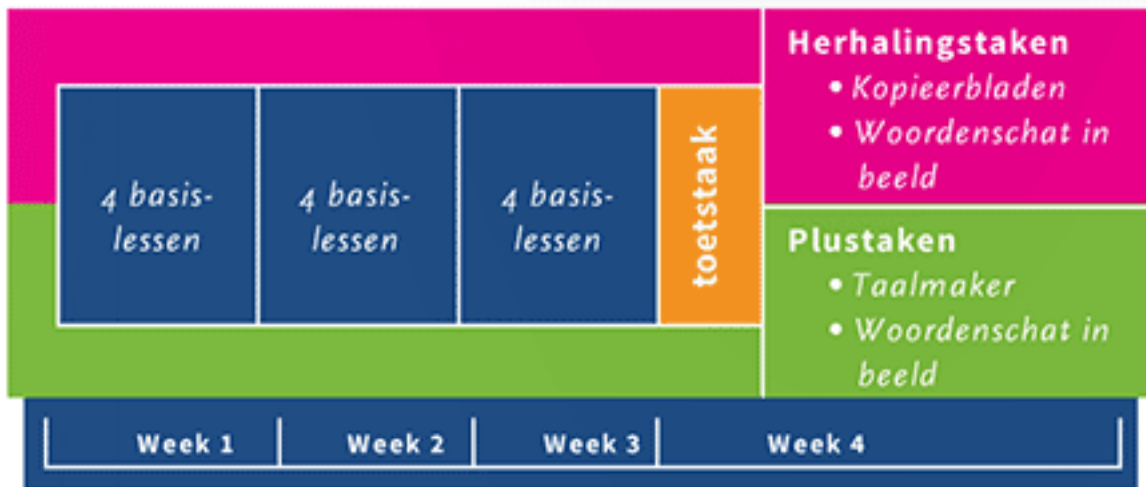 4 basis-
lessen
4 basis-
lessen
4 basis-
lessen
toetstaak
Herhalingstaken
• Kopieerbladen
• Woordenschat in
beeld
Plustaken
• Taalmaker
• Woordenschat in
beeld
Week 1
Week 2
Week 3
Week 4